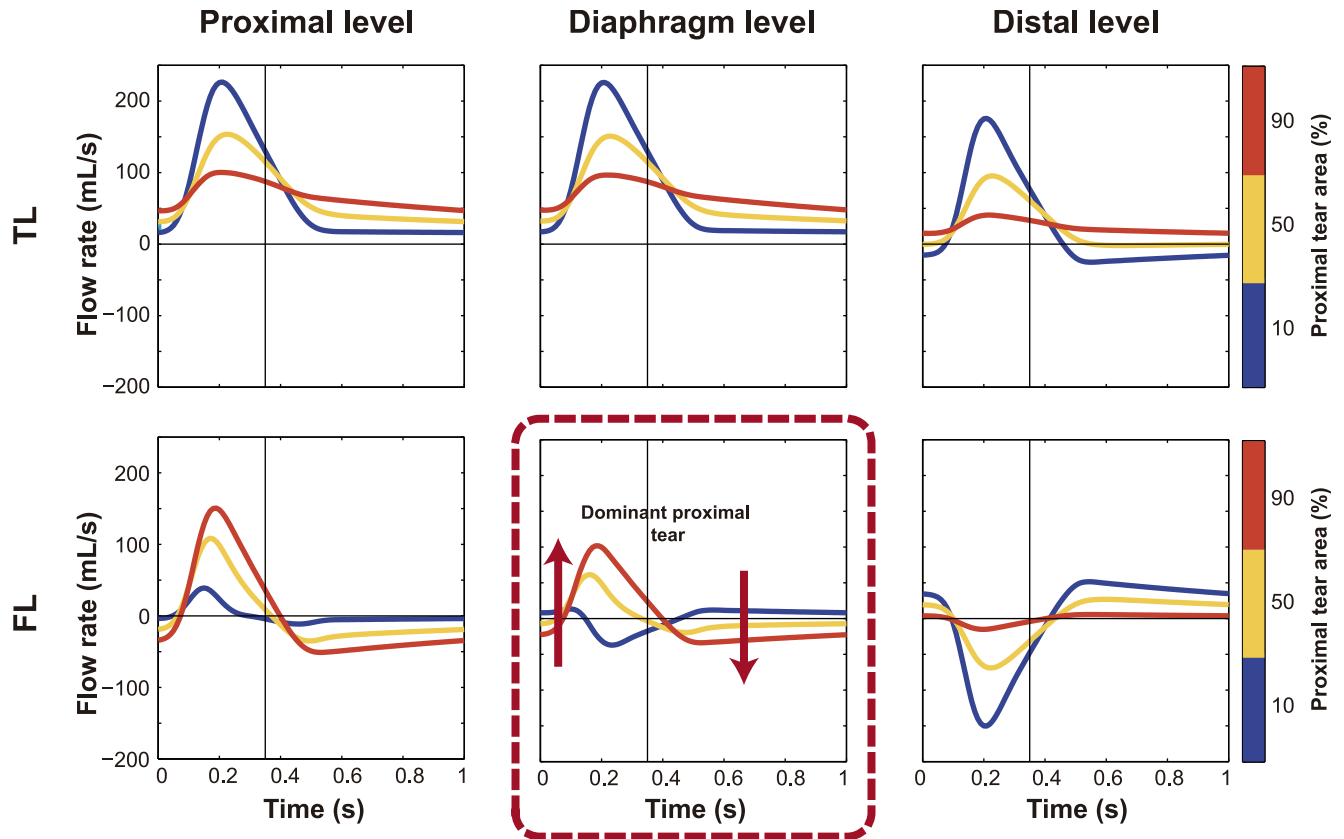 Proximal level
Diaphragm level
Distal level
TL
Flow rate (mL/s)
200
100
0
−100
−200
90
50
10
Proximal tear area (%)
FL
Flow rate (mL/s)
200
100
0
−100
−200
0 0.2 0.4 0.6 0.8 1
Time (s)
Dominant proximal
tear
0 0.2 0.4 0.6 0.8 1
Time (s)
0 0.2 0.4 0.6 0.8 1
Time (s)
90
50
10
Proximal tear area (%)